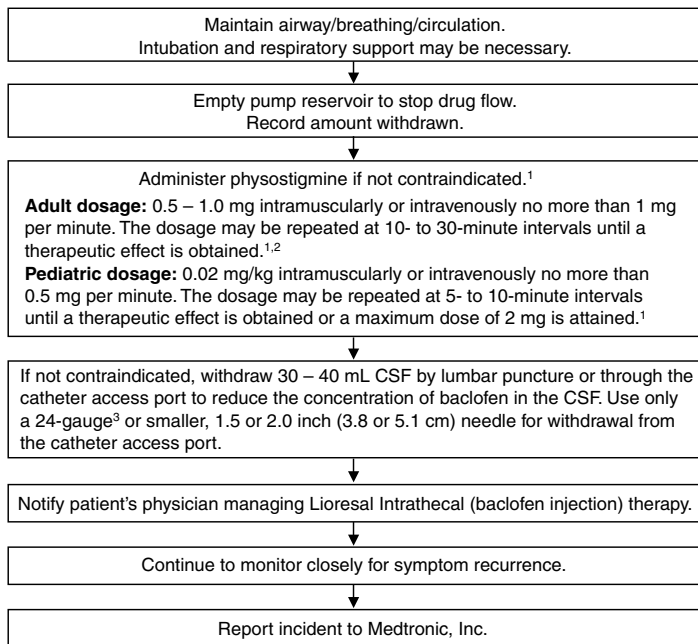 Maintain airway/breathing/circulation.
Intubation and respiratory support may be necessary.
Empty pump reservoir to stop drug flow.
Record amount withdrawn.
Administer physostigmine if not contraindicated.¹
Adult dosage: 0.5 – 1.0 mg intramuscularly or intravenously no more than 1 mg
per minute. The dosage may be repeated at 10- to 30-minute intervals until a
therapeutic effect is obtained.¹,²
Pediatric dosage: 0.02 mg/kg intramuscularly or intravenously no more than
0.5 mg per minute. The dosage may be repeated at 5- to 10-minute intervals
until a therapeutic effect is obtained or a maximum dose of 2 mg is attained.¹
If not contraindicated, withdraw 30 – 40 mL CSF by lumbar puncture or through the
catheter access port to reduce the concentration of baclofen in the CSF. Use only
a 24-gauge³ or smaller, 1.5 or 2.0 inch (3.8 or 5.1 cm) needle for withdrawal from
the catheter access port.
Notify patient's physician managing Lioresal Intrathecal (baclofen injection) therapy.
Continue to monitor closely for symptom recurrence.
Report incident to Medtronic, Inc.